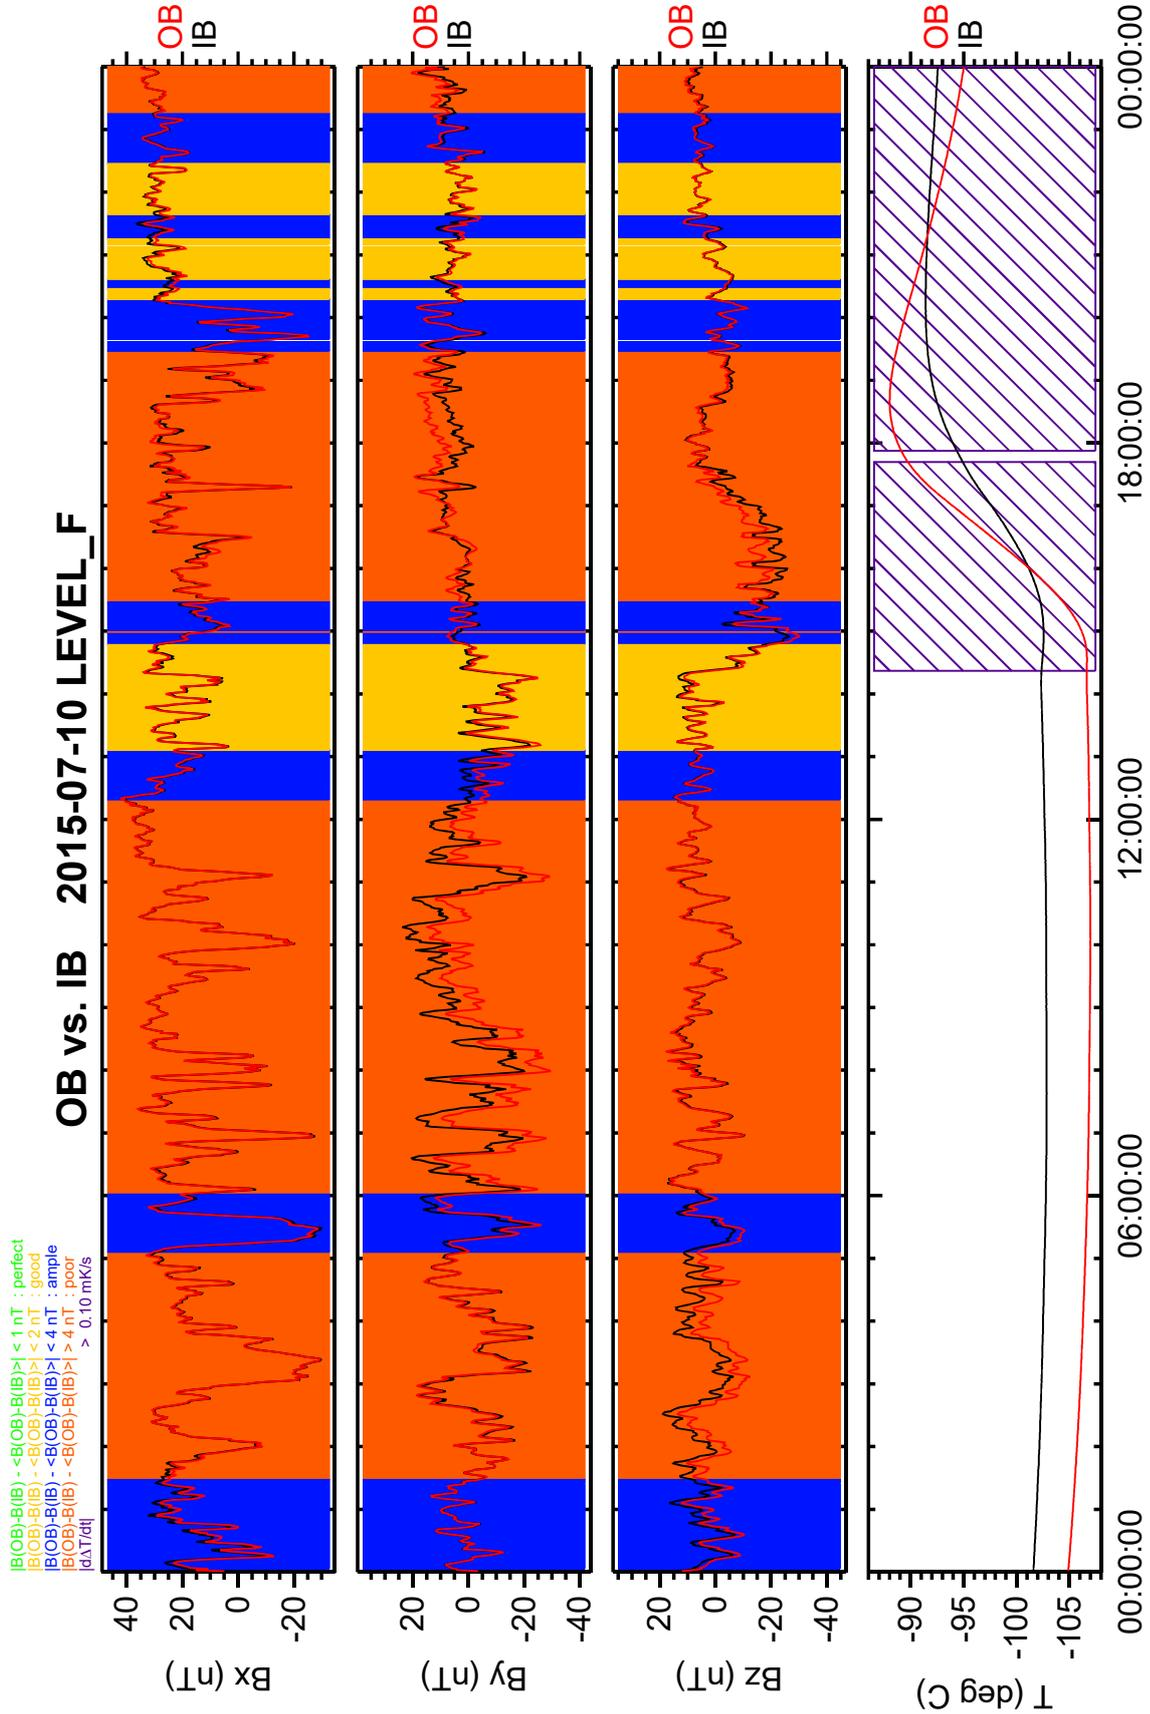 |B(OB)-B(IB) - <B(OB)-B(IB)>| < 1 nT : perfect
|B(OB)-B(IB) - <B(OB)-B(IB)>| < 2 nT : good
|B(OB)-B(IB) - <B(OB)-B(IB)>| < 4 nT : ample
|B(OB)-B(IB) - <B(OB)-B(IB)>| > 4 nT : poor
|dΔT/dt| > 0.10 mK/s
OB vs. IB 2015-07-10 LEVEL_F
Bx (nT)
40
20
0
-20
OB
IB
By (nT)
20
0
-20
-40
OB
IB
Bz (nT)
20
0
-20
-40
OB
IB
T (deg C)
-90
-95
-100
-105
OB
IB
00:00:00
06:00:00
12:00:00
18:00:00
00:00:00